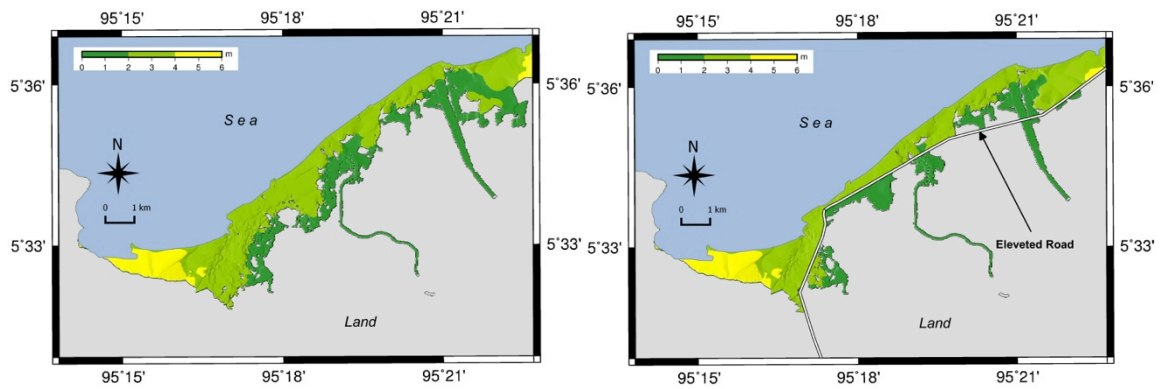 95˚15' 95˚18' 95˚21'
m
0 1 2 3 4 5 6
5˚36' 5˚36'
Sea
N
0 1 km
5˚33' 5˚33'
Land
95˚15' 95˚18' 95˚21'
95˚15' 95˚18' 95˚21'
m
0 1 2 3 4 5 6
5˚36' 5˚36'
Sea
N
0 1 km
5˚33' 5˚33'
Eleveted Road
Land
95˚15' 95˚18' 95˚21'